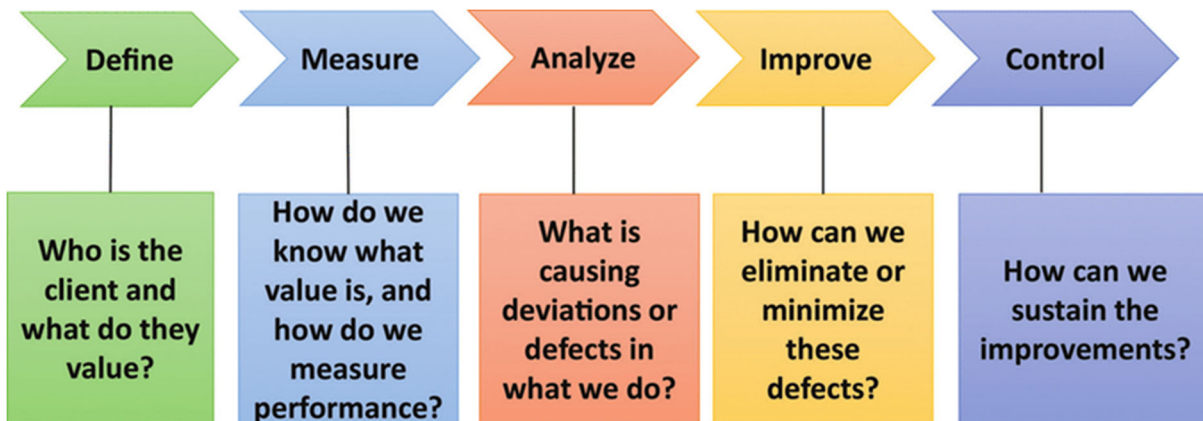 Define
Measure
Analyze
Improve
Control
Who is the
client and
what do they
value?
How do we
know what
value is, and
how do we
measure
performance?
What is
causing
deviations or
defects in
what we do?
How can we
eliminate or
minimize
these
defects?
How can we
sustain the
improvements?